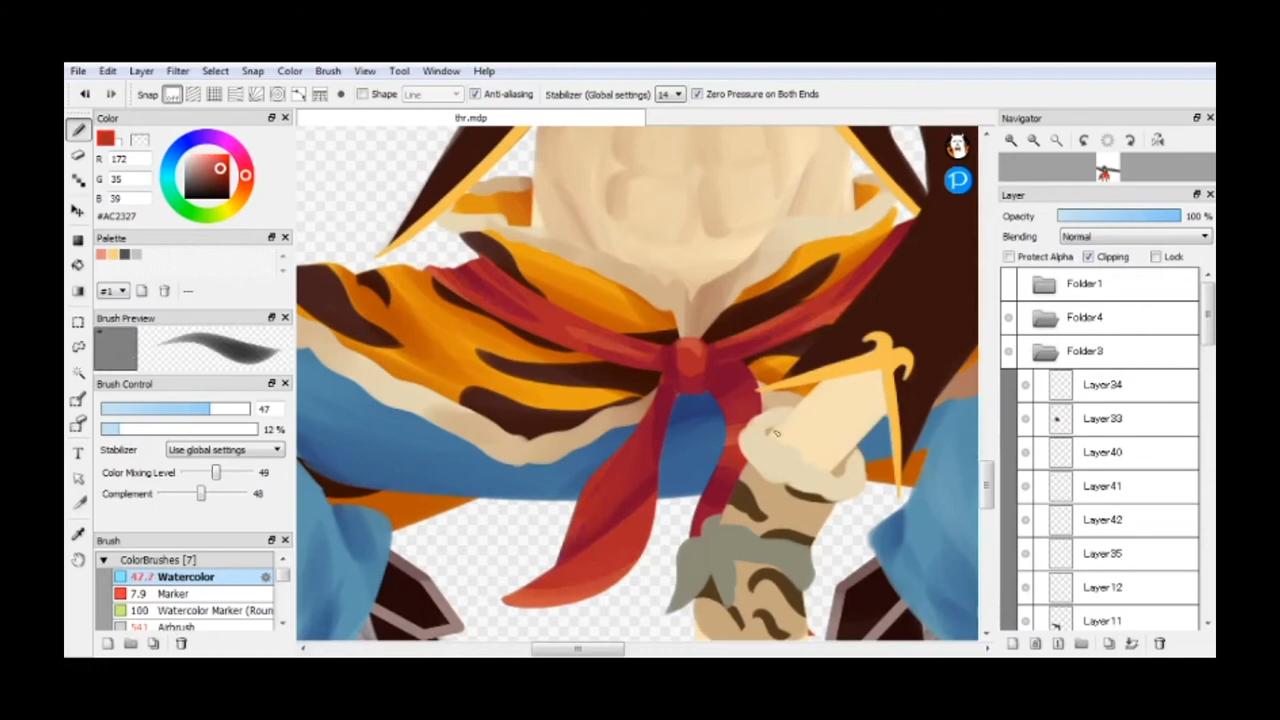 File Edit Layer Filter Select Snap Color Brush View Tool Window Help
Snap off Shape Line Anti-aliasing Stabilizer (Global settings) 14 Zero Pressure on Both Ends
Color
thr.mdp
Navigator
R 172
G 35
B 39
#AC2327
Layer
Opacity 100 %
Blending Normal
Protect Alpha Clipping Lock
Palette
#1 ---
Brush Preview
Brush Control
47
12 %
Stabilizer Use global settings
Color Mixing Level 49
Complement 48
Brush
ColorBrushes [7]
47.7 Watercolor
7.9 Marker
100 Watercolor Marker (Roun
541 Airbrush
Folder1
Folder4
Folder3
Layer34
Layer33
Layer40
Layer41
Layer42
Layer35
Layer12
Layer11
P